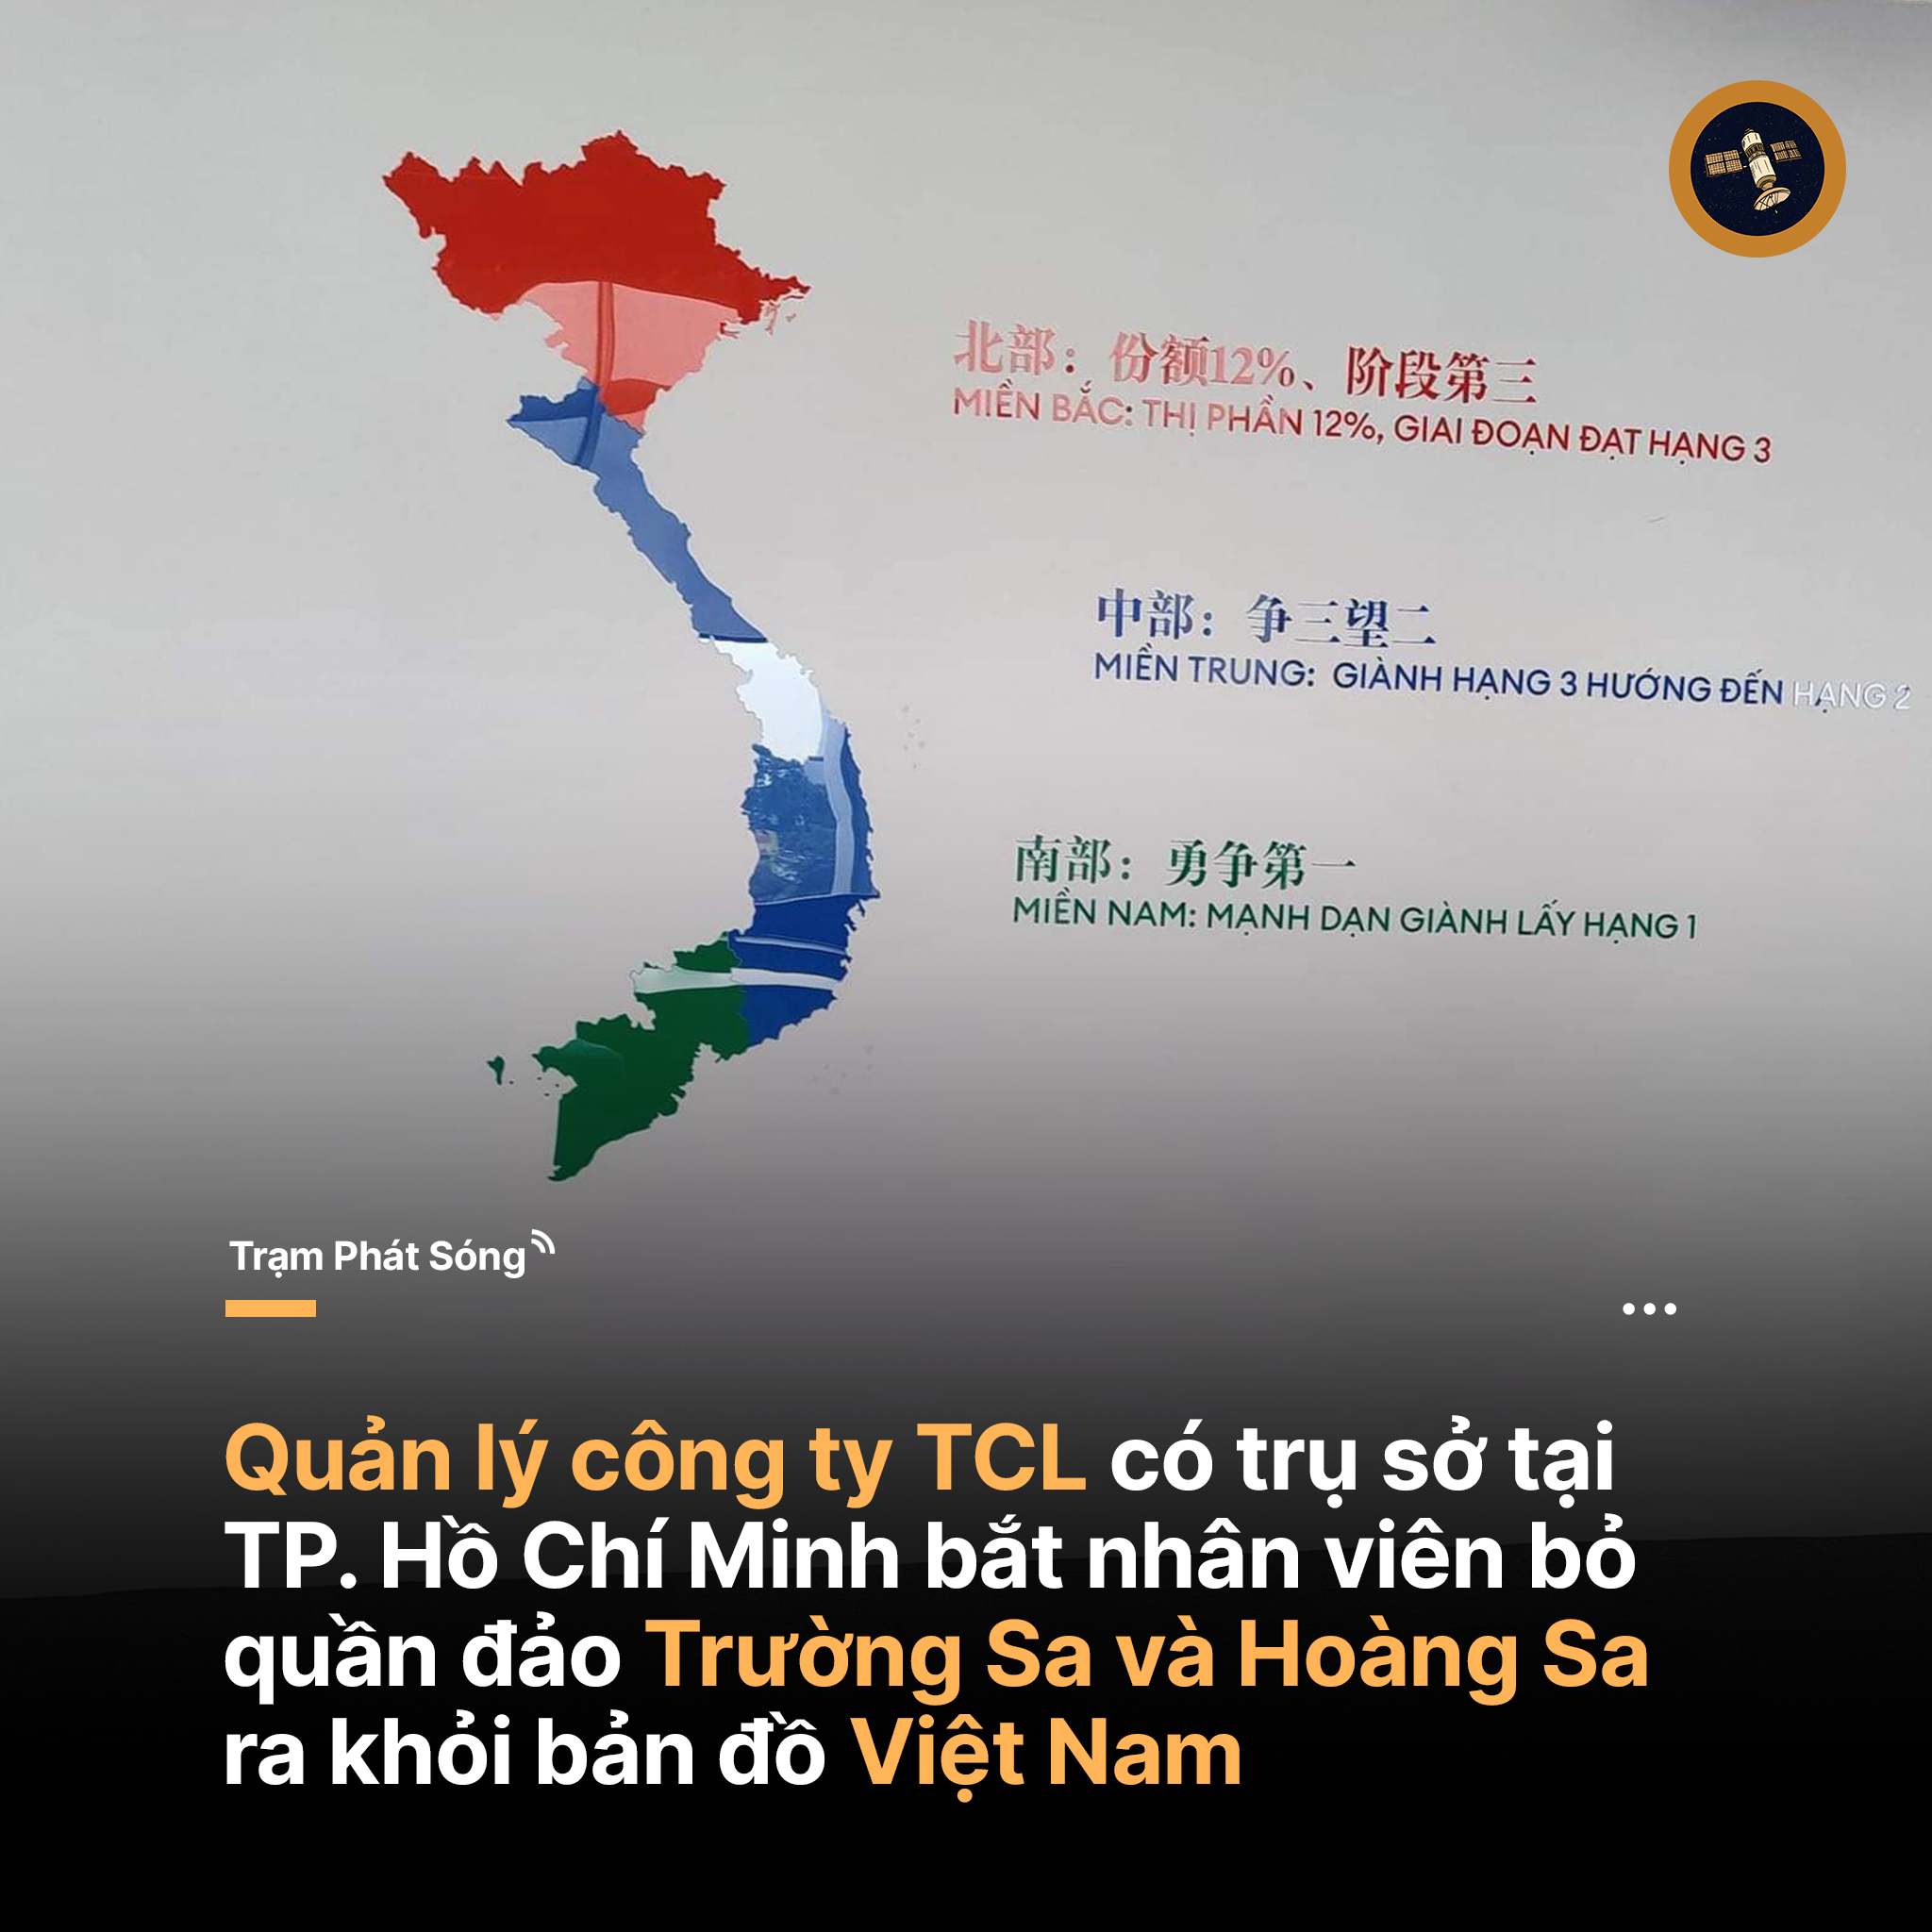 北部：份额12%、阶段第三
MIỀN BẮC: THỊ PHẦN 12%, GIAI ĐOẠN ĐẠT HẠNG 3
中部：争三望二
MIỀN TRUNG: GIÀNH HẠNG 3 HƯỚNG ĐẾN HẠNG 2
南部：勇争第一
MIỀN NAM: MẠNH DẠN GIÀNH LẤY HẠNG 1
Trạm Phát Sóng
Quản lý công ty TCL có trụ sở tại
TP. Hồ Chí Minh bắt nhân viên bỏ
quần đảo Trường Sa và Hoàng Sa
ra khỏi bản đồ Việt Nam